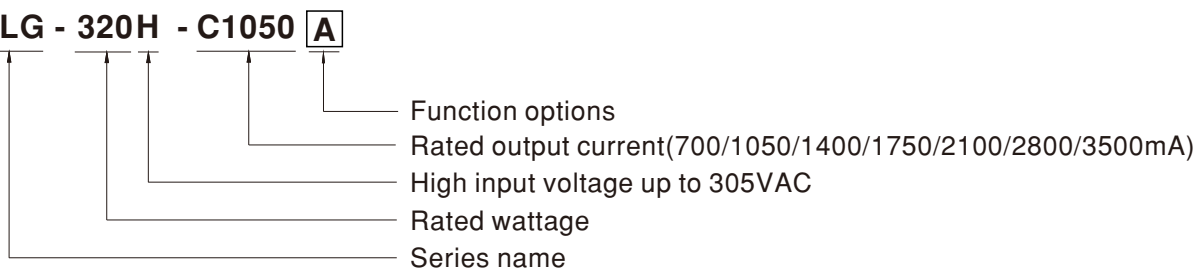 LG - 320H - C1050 A
Function options
Rated output current(700/1050/1400/1750/2100/2800/3500mA)
High input voltage up to 305VAC
Rated wattage
Series name